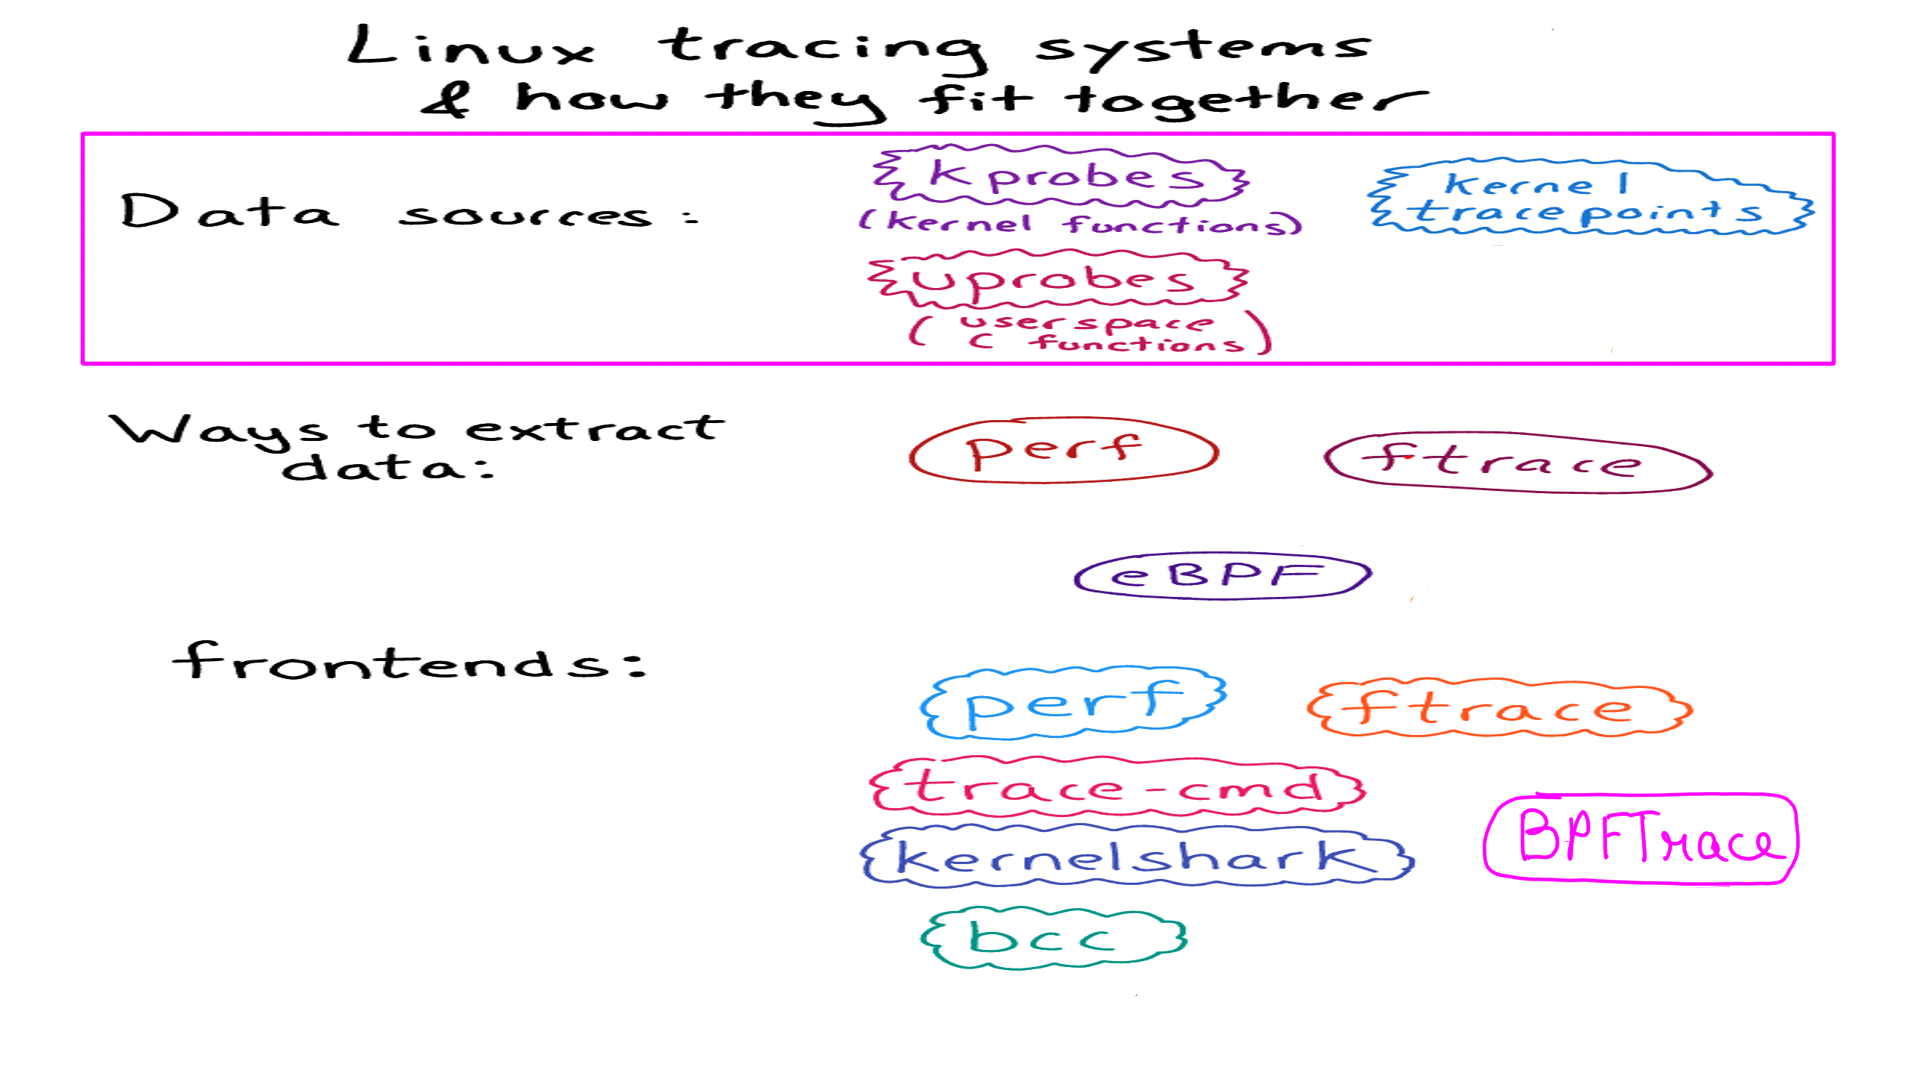 Linux tracing systems
& how they fit together
Data sources:
kprobes
(kernel functions)
kernel
tracepoints
uprobes
(userspace
C functions)
Ways to extract
data:
perf
ftrace
eBPF
frontends:
perf
ftrace
trace-cmd
kernelshark
BPFTrace
bcc